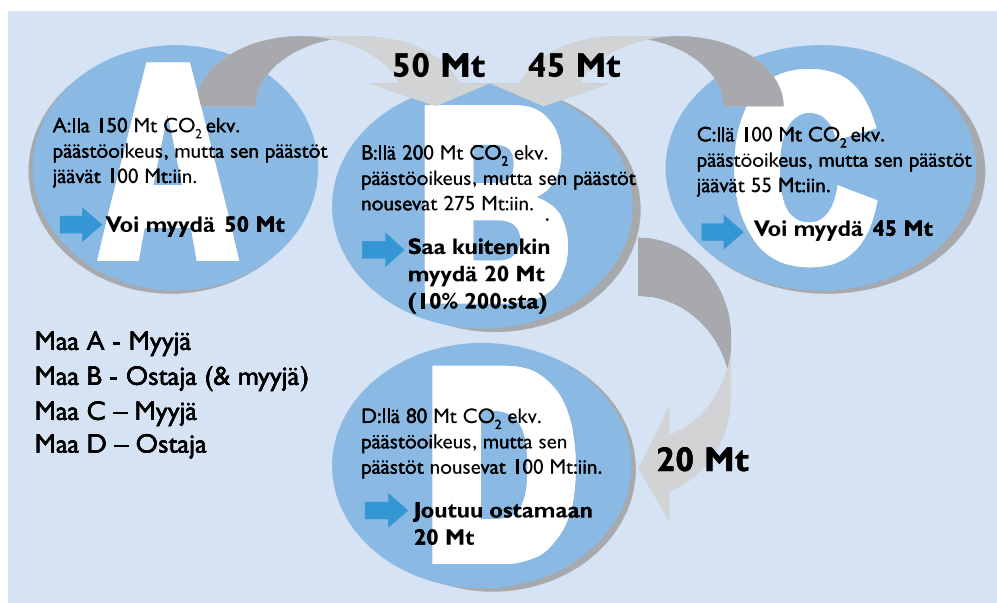 50 Mt
45 Mt
A
A:lla 150 Mt CO₂ ekv.
päästöoikeus, mutta sen päästöt
jäävät 100 Mt:iin.
Voi myydä 50 Mt
B
B:llä 200 Mt CO₂ ekv.
päästöoikeus, mutta sen päästöt
nousevat 275 Mt:iin.
Saa kuitenkin
myydä 20 Mt
(10% 200:sta)
C
C:llä 100 Mt CO₂ ekv.
päästöoikeus, mutta sen päästöt
jäävät 55 Mt:iin.
Voi myydä 45 Mt
Maa A - Myyjä
Maa B - Ostaja (& myyjä)
Maa C – Myyjä
Maa D – Ostaja
D
D:llä 80 Mt CO₂ ekv.
päästöoikeus, mutta sen
päästöt nousevat 100 Mt:iin.
Joutuu ostamaan
20 Mt
20 Mt